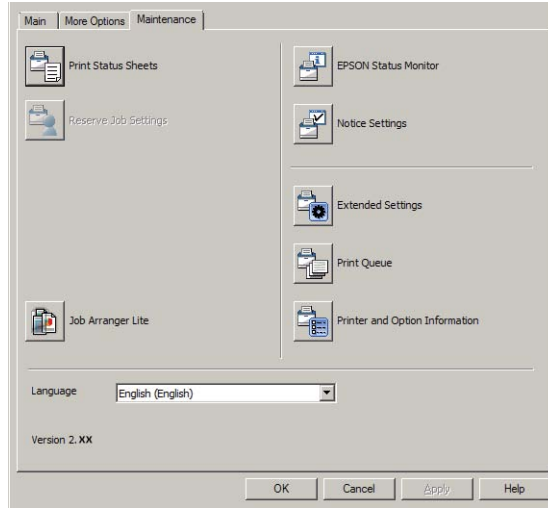 Main More Options Maintenance
Print Status Sheets
EPSON Status Monitor
Reserve Job Settings
Notice Settings
Extended Settings
Print Queue
Job Arranger Lite
Printer and Option Information
Language English (English)
Version 2.XX
OK Cancel Apply Help